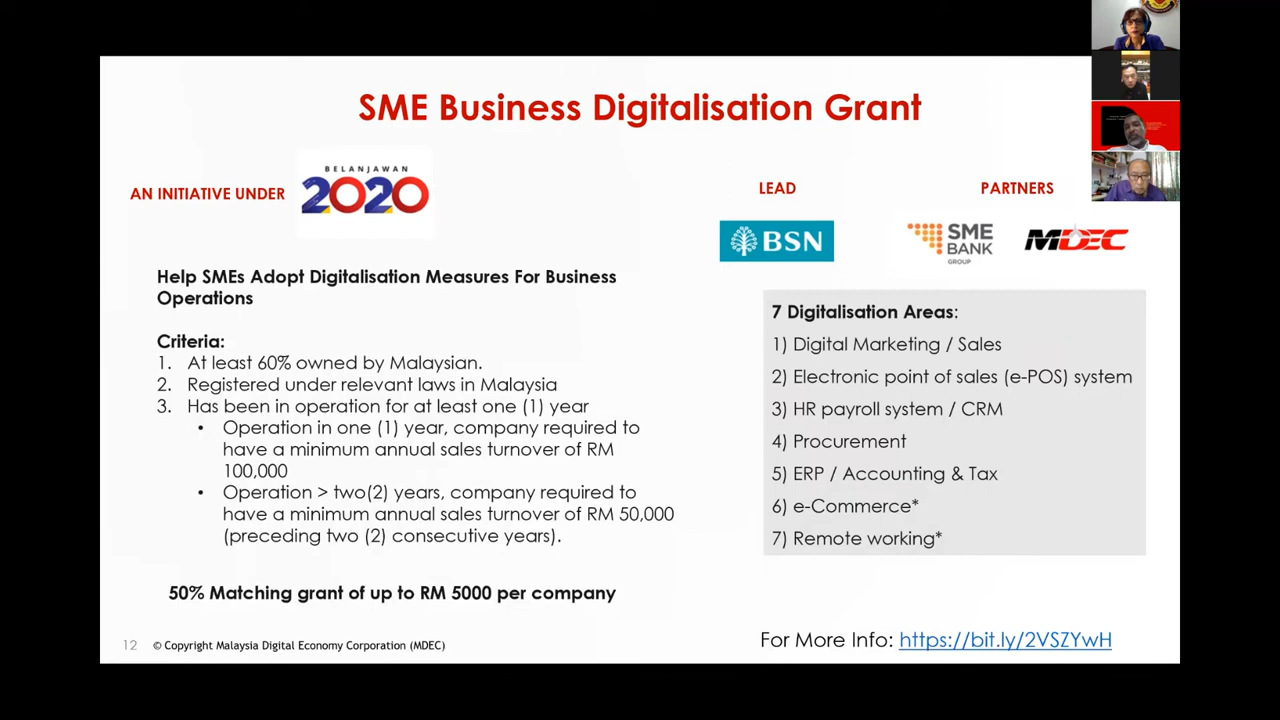 SME Business Digitalisation Grant
AN INITIATIVE UNDER
BELANJAWAN
2020
LEAD
PARTNERS
BSN
SME
BANK
GROUP
MDEC
Help SMEs Adopt Digitalisation Measures For Business
Operations
Criteria:
1. At least 60% owned by Malaysian.
2. Registered under relevant laws in Malaysia
3. Has been in operation for at least one (1) year
• Operation in one (1) year, company required to
have a minimum annual sales turnover of RM
100,000
• Operation > two(2) years, company required to
have a minimum annual sales turnover of RM 50,000
(preceding two (2) consecutive years).
50% Matching grant of up to RM 5000 per company
7 Digitalisation Areas:
1) Digital Marketing / Sales
2) Electronic point of sales (e-POS) system
3) HR payroll system / CRM
4) Procurement
5) ERP / Accounting & Tax
6) e-Commerce*
7) Remote working*
12 © Copyright Malaysia Digital Economy Corporation (MDEC)
For More Info: https://bit.ly/2VSZYwH